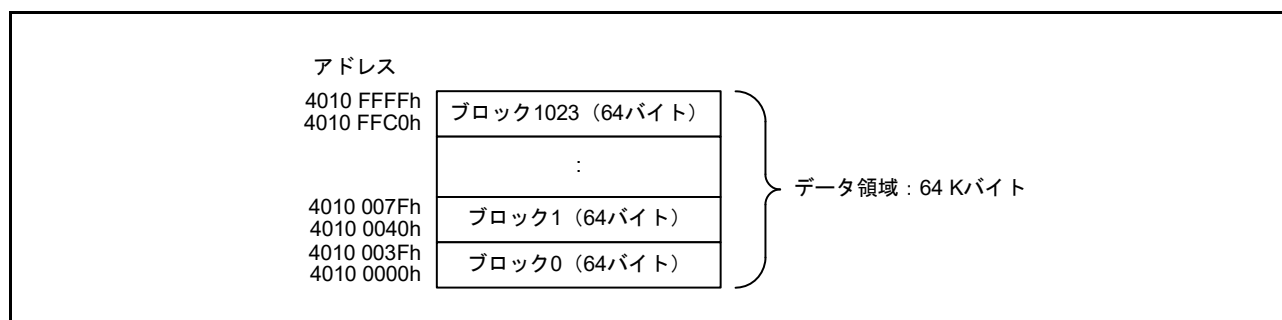 アドレス
4010 FFFFh
4010 FFC0h
ブロック1023（64バイト）
:
データ領域：64 Kバイト
4010 007Fh
4010 0040h
ブロック1（64バイト）
4010 003Fh
4010 0000h
ブロック0（64バイト）